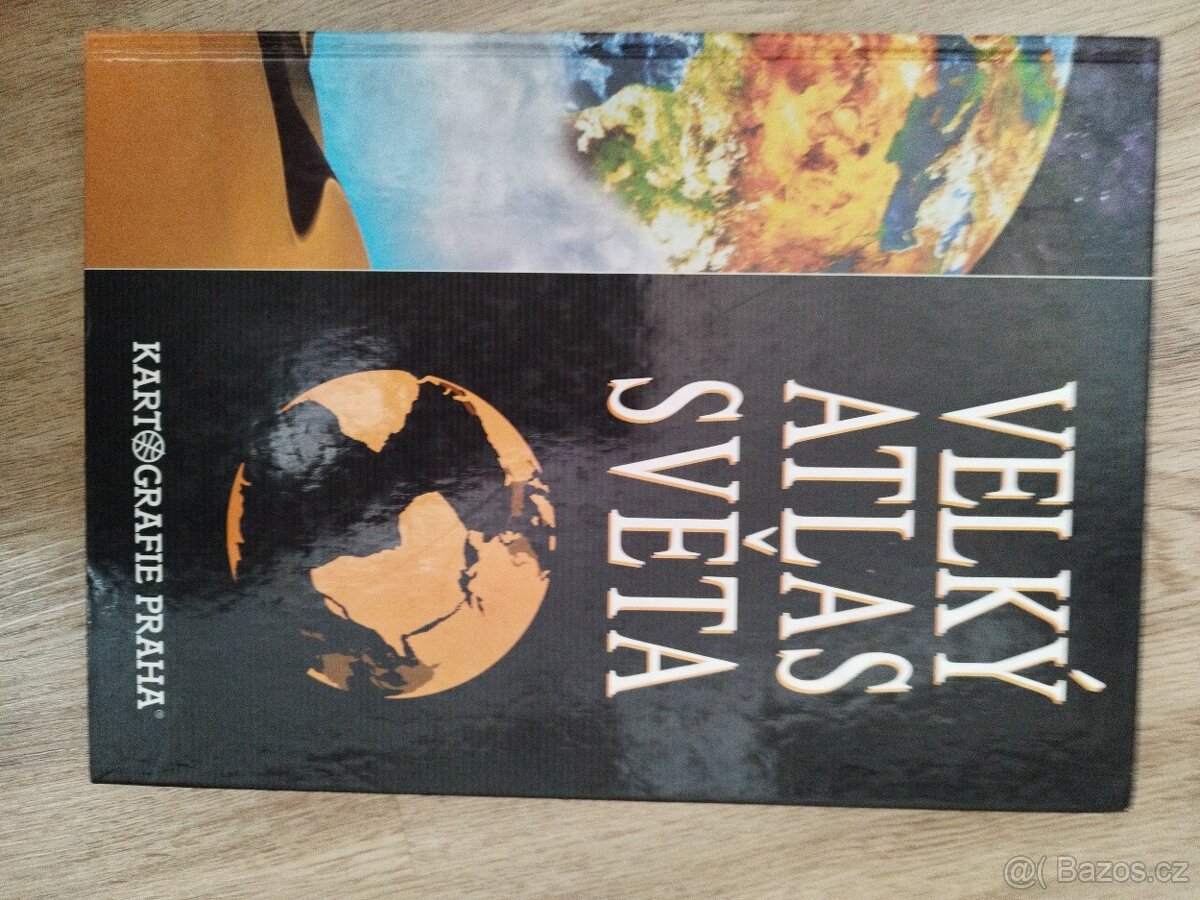 VELKÝ
ATLAS
SVĚTA
KARTOGRAFIE PRAHA®
@( Bazos.cz